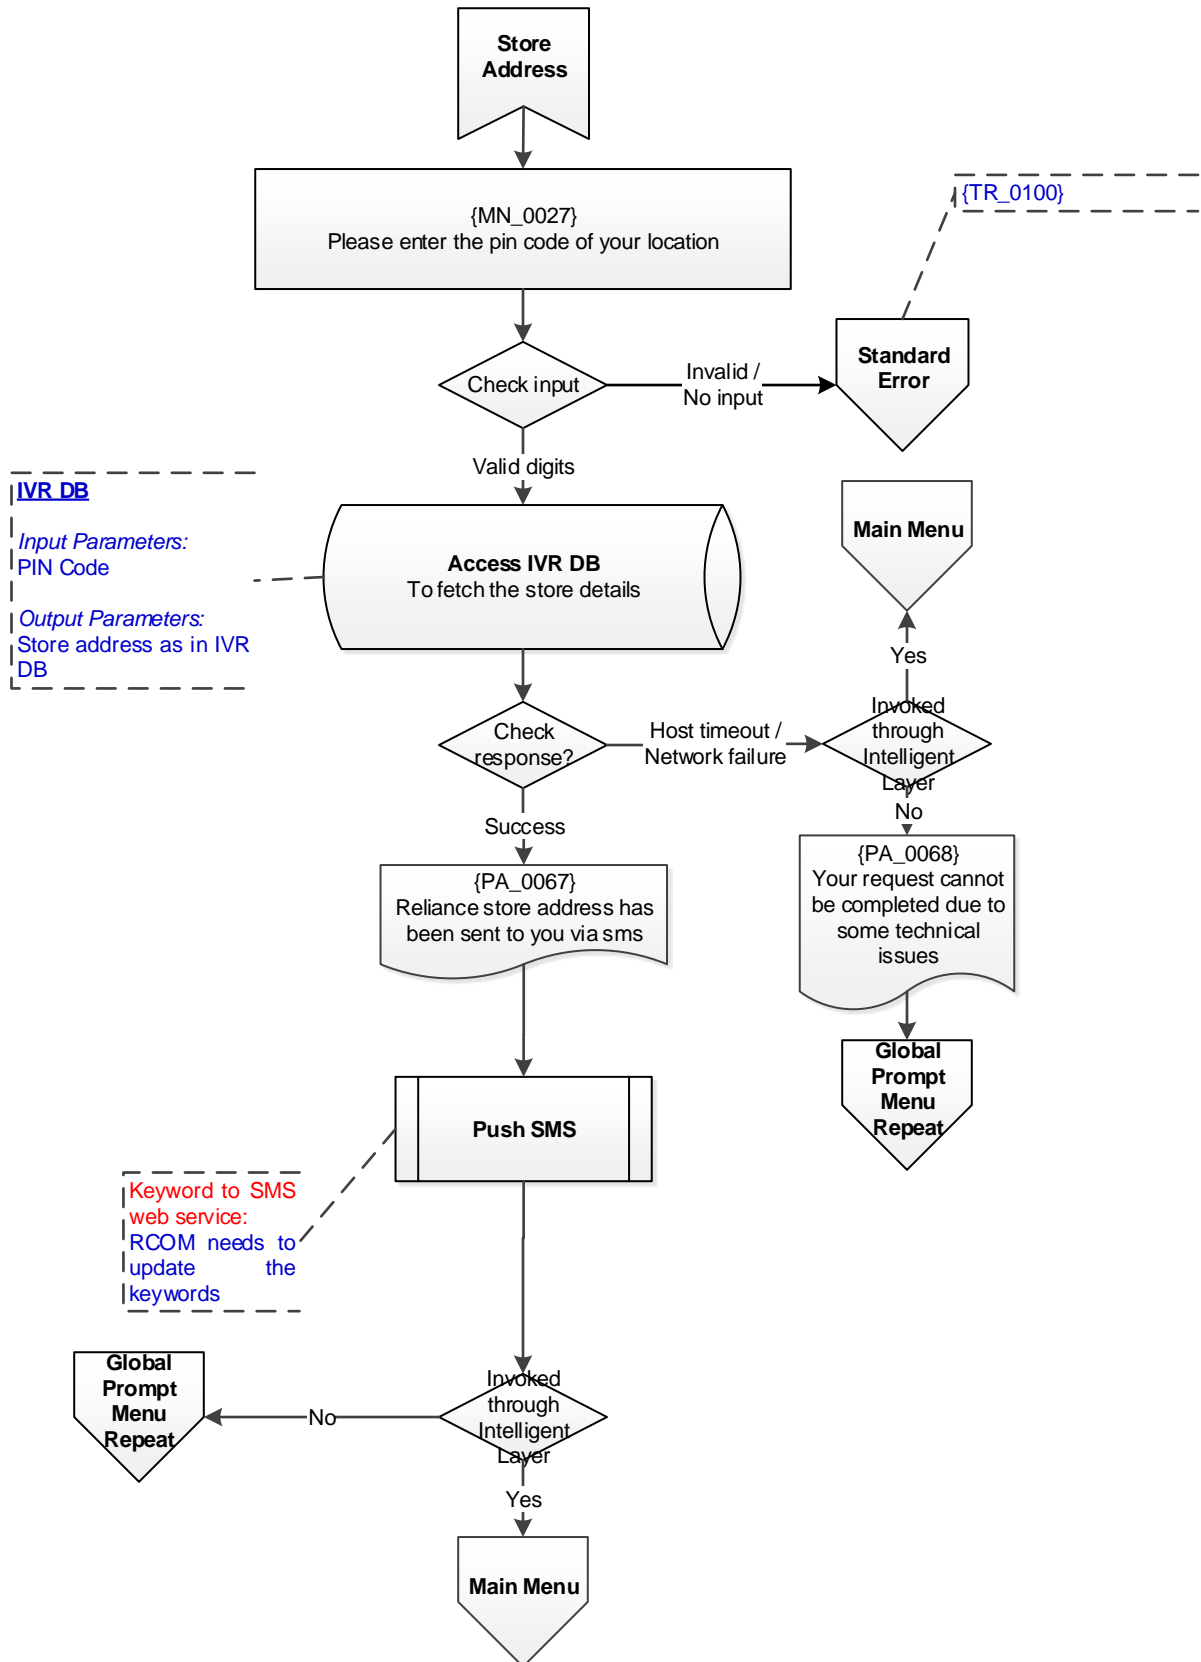 Store
Address
{MN_0027}
Please enter the pin code of your location
{TR_0100}
Check input
Invalid /
No input
Standard
Error
Valid digits
IVR DB
Input Parameters:
PIN Code
Output Parameters:
Store address as in IVR
DB
Access IVR DB
To fetch the store details
Main Menu
Yes
Check
response?
Host timeout /
Network failure
Invoked
through
Intelligent
Layer
No
Success
{PA_0067}
Reliance store address has
been sent to you via sms
{PA_0068}
Your request cannot
be completed due to
some technical
issues
Global
Prompt
Menu
Repeat
Push SMS
Keyword to SMS
web service:
RCOM needs to
update the
keywords
Global
Prompt
Menu
Repeat
No
Invoked
through
Intelligent
Layer
Yes
Main Menu